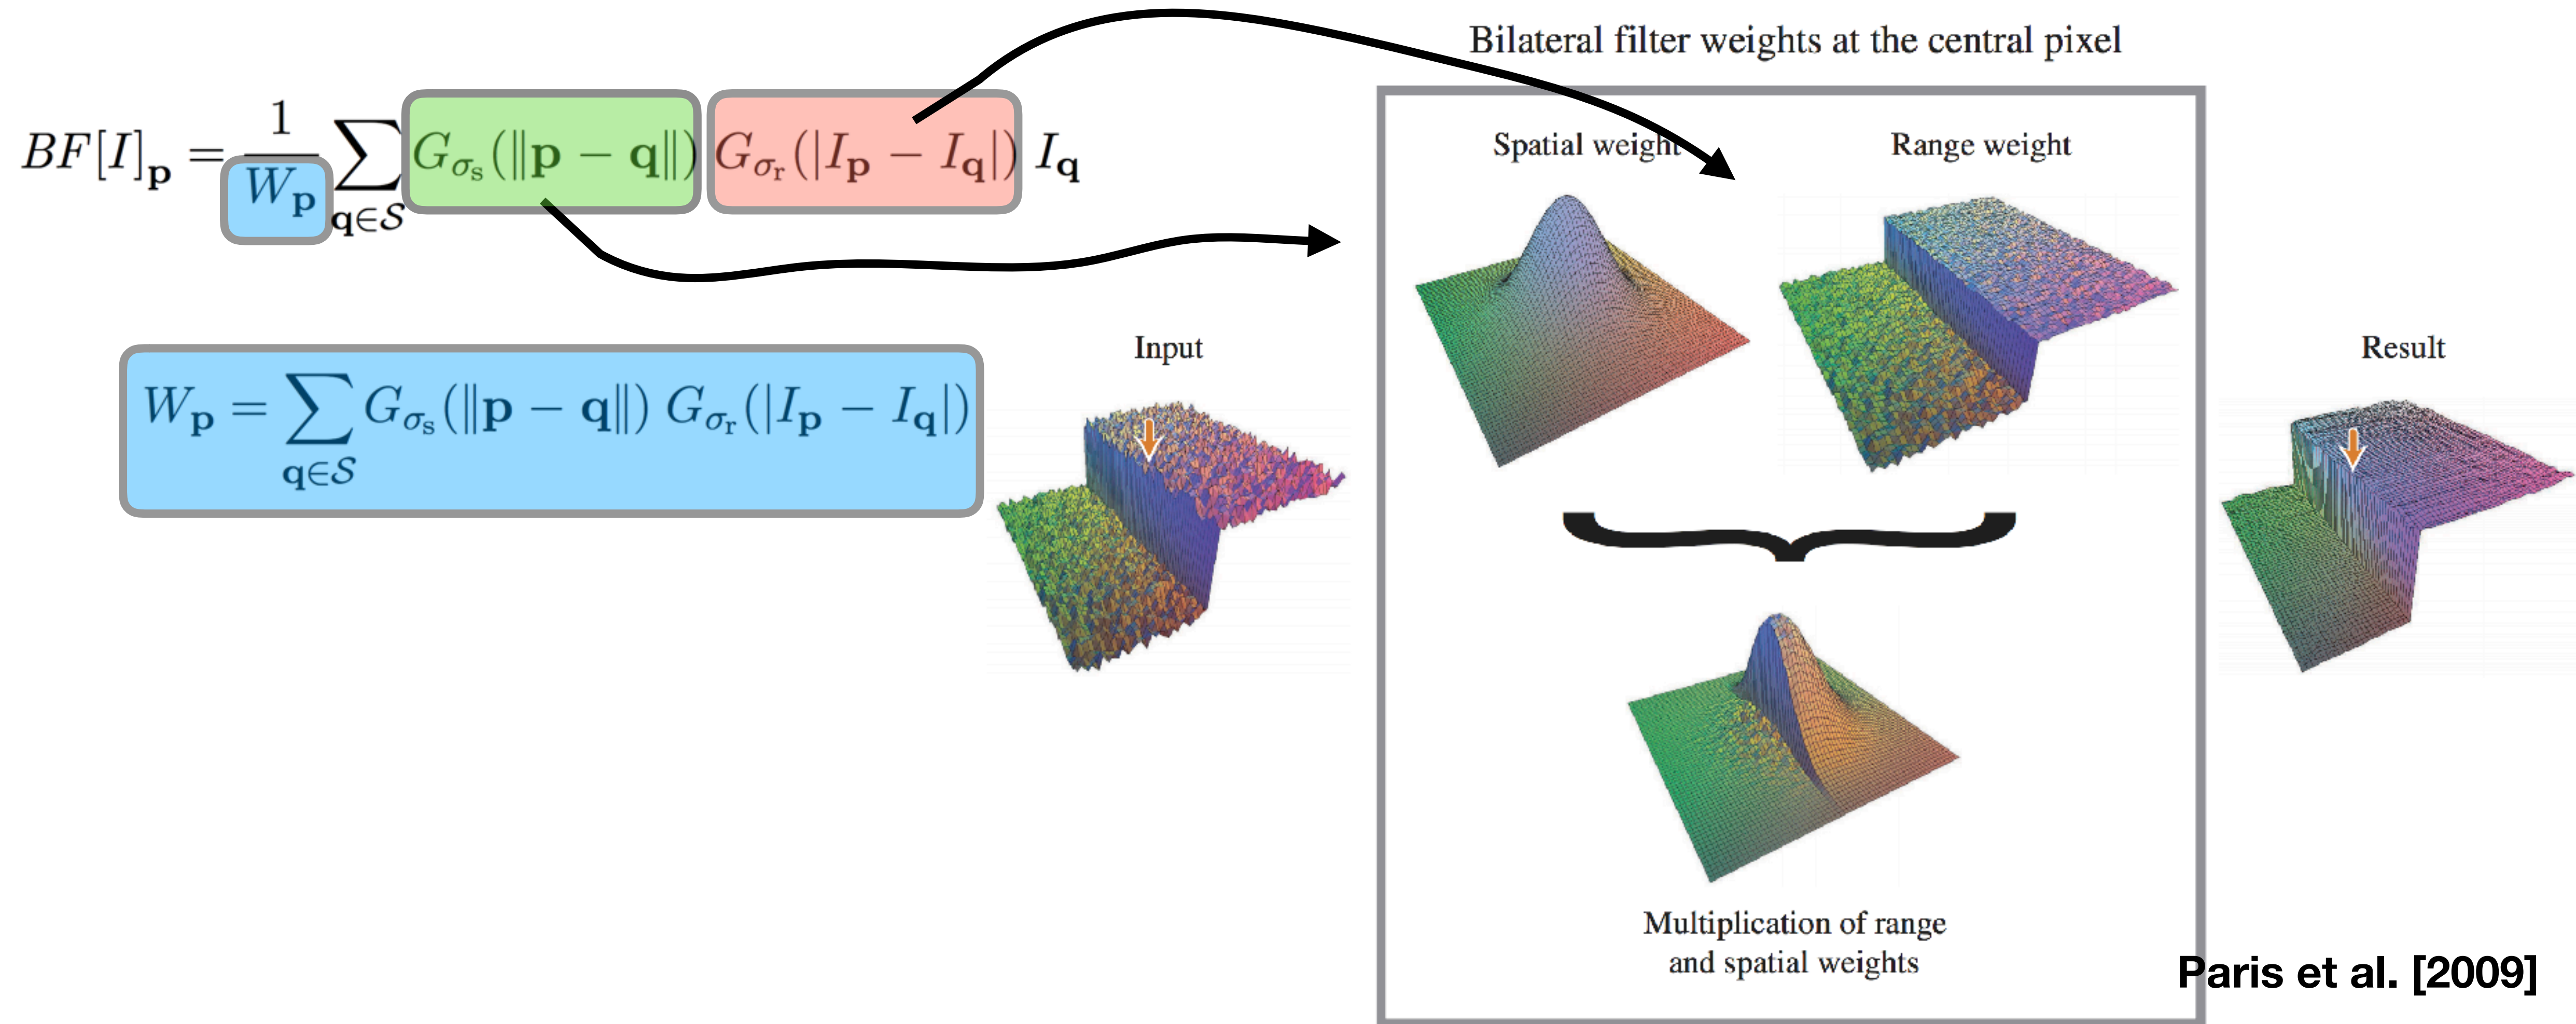 BF[I]_p = 1/W_p ∑_{q∈S} G_{σ_s}(‖p − q‖) G_{σ_r}(|I_p − I_q|) I_q
W_p = ∑_{q∈S} G_{σ_s}(‖p − q‖) G_{σ_r}(|I_p − I_q|)
Input
Bilateral filter weights at the central pixel
Spatial weight
Range weight
Multiplication of range
and spatial weights
Result
Paris et al. [2009]